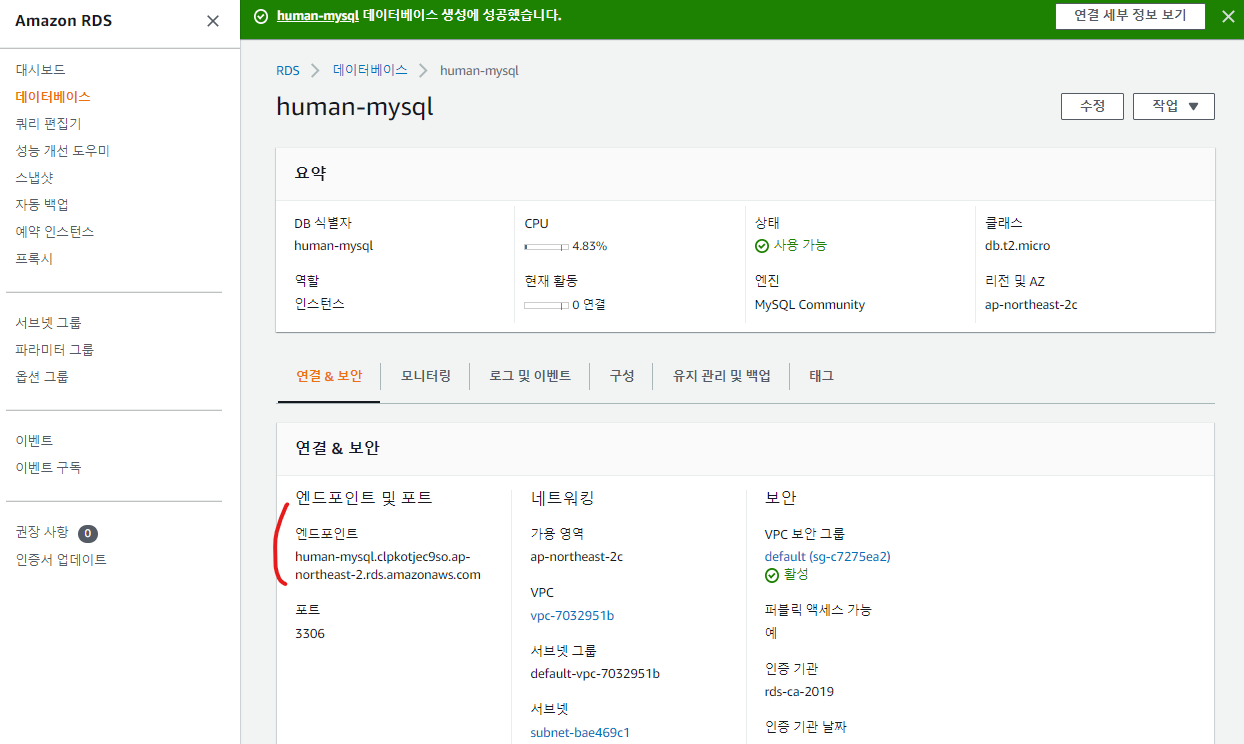 Amazon RDS
human-mysql 데이터베이스 생성에 성공했습니다.
연결 세부 정보 보기
대시보드
데이터베이스
쿼리 편집기
성능 개선 도우미
스냅샷
자동 백업
예약 인스턴스
프록시
서브넷 그룹
파라미터 그룹
옵션 그룹
이벤트
이벤트 구독
권장 사항 0
인증서 업데이트
RDS
데이터베이스
human-mysql
human-mysql
수정
작업
요약
DB 식별자
human-mysql
CPU
4.83%
상태
사용 가능
클래스
db.t2.micro
역할
인스턴스
현재 활동
0 연결
엔진
MySQL Community
리전 및 AZ
ap-northeast-2c
연결 & 보안
모니터링
로그 및 이벤트
구성
유지 관리 및 백업
태그
연결 & 보안
엔드포인트 및 포트
엔드포인트
human-mysql.clpkotjec9so.ap-
northeast-2.rds.amazonaws.com
포트
3306
네트워킹
가용 영역
ap-northeast-2c
VPC
vpc-7032951b
서브넷 그룹
default-vpc-7032951b
서브넷
subnet-bae469c1
보안
VPC 보안 그룹
default (sg-c7275ea2)
활성
퍼블릭 액세스 가능
예
인증 기관
rds-ca-2019
인증 기관 날짜